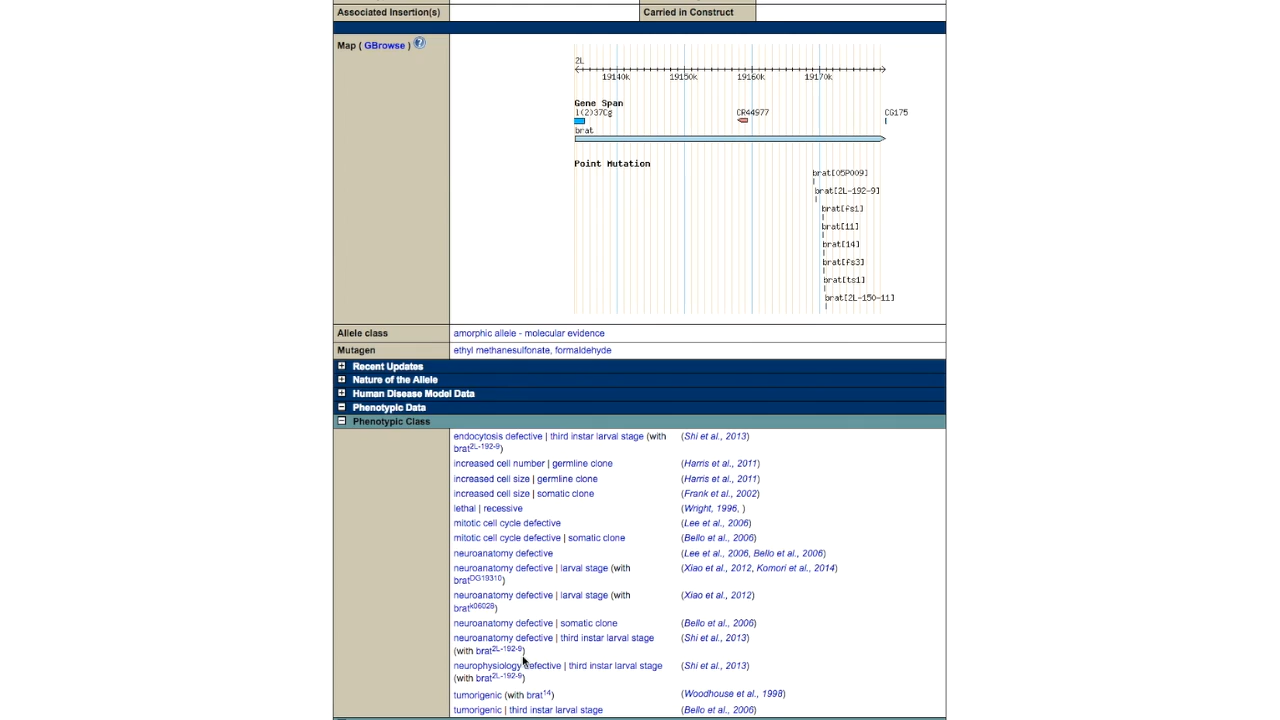 Associated Insertion(s) Carried in Construct
Map ( GBrowse ) ?
2L
19140k 19150k 19160k 19170k
Gene Span
l(2)37Cg CR44977 CG175
brat
Point Mutation
brat[05P009]
brat[2L-192-9]
brat[fs1]
brat[11]
brat[14]
brat[fs3]
brat[ts1]
brat[2L-150-11]
Allele class amorphic allele - molecular evidence
Mutagen ethyl methanesulfonate, formaldehyde
Recent Updates
Nature of the Allele
Human Disease Model Data
Phenotypic Data
Phenotypic Class
endocytosis defective | third instar larval stage (with (Shi et al., 2013)
brat2L-192-9)
increased cell number | germline clone (Harris et al., 2011)
increased cell size | germline clone (Harris et al., 2011)
increased cell size | somatic clone (Frank et al., 2002)
lethal | recessive (Wright, 1996, )
mitotic cell cycle defective (Lee et al., 2006)
mitotic cell cycle defective | somatic clone (Bello et al., 2006)
neuroanatomy defective (Lee et al., 2006, Bello et al., 2006)
neuroanatomy defective | larval stage (with (Xiao et al., 2012, Komori et al., 2014)
bratDG19310)
neuroanatomy defective | larval stage (with (Xiao et al., 2012)
bratk06028)
neuroanatomy defective | somatic clone (Bello et al., 2006)
neuroanatomy defective | third instar larval stage (Shi et al., 2013)
(with brat2L-192-9)
neurophysiology defective | third instar larval stage (Shi et al., 2013)
(with brat2L-192-9)
tumorigenic (with brat14) (Woodhouse et al., 1998)
tumorigenic | third instar larval stage (Bello et al., 2006)